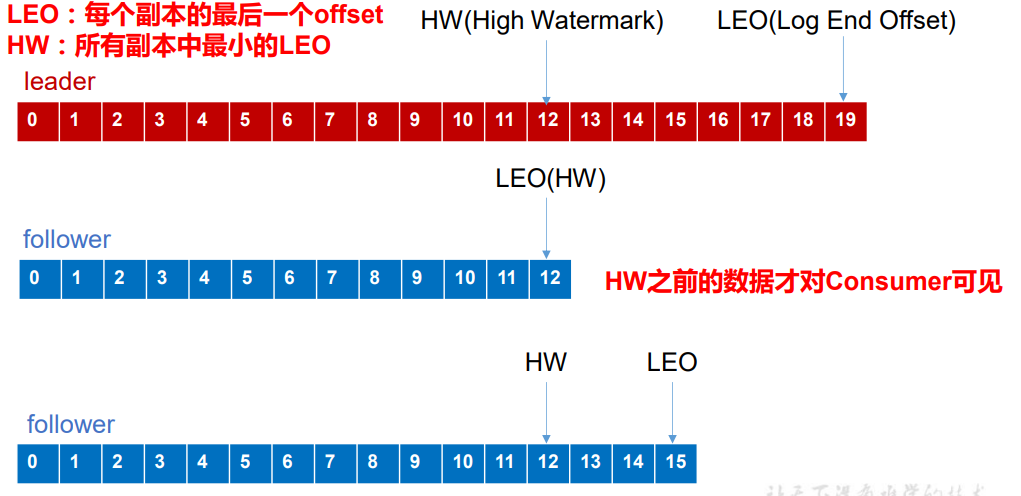 LEO：每个副本的最后一个offset
HW：所有副本中最小的LEO
HW(High Watermark)
LEO(Log End Offset)
leader
0 1 2 3 4 5 6 7 8 9 10 11 12 13 14 15 16 17 18 19
LEO(HW)
follower
0 1 2 3 4 5 6 7 8 9 10 11 12
HW之前的数据才对Consumer可见
HW
LEO
follower
0 1 2 3 4 5 6 7 8 9 10 11 12 13 14 15